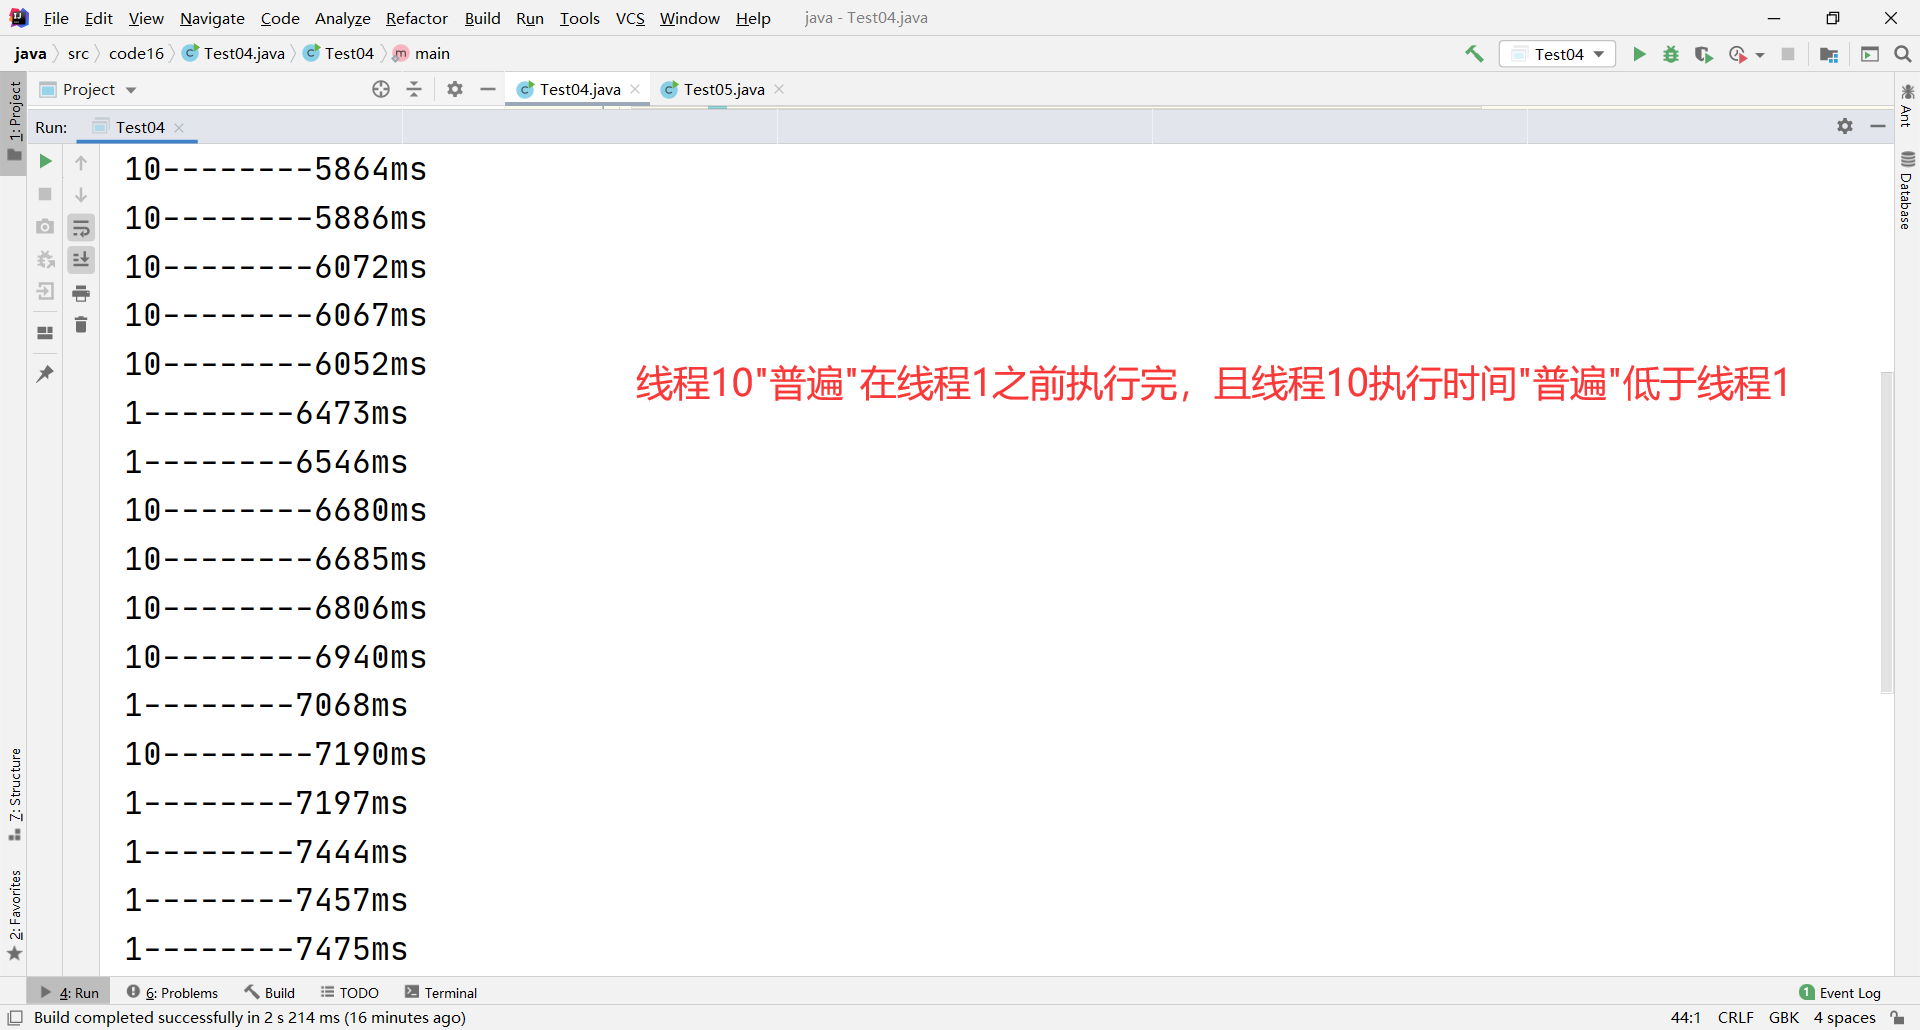 File Edit View Navigate Code Analyze Refactor Build Run Tools VCS Window Help java - Test04.java
java src code16 Test04.java Test04 main
Test04
Project
Test04.java
Test05.java
Run: Test04
1: Project
Ant
Database
10--------5864ms
10--------5886ms
10--------6072ms
10--------6067ms
10--------6052ms
线程10"普遍"在线程1之前执行完，且线程10执行时间"普遍"低于线程1
1--------6473ms
1--------6546ms
10--------6680ms
10--------6685ms
10--------6806ms
10--------6940ms
1--------7068ms
10--------7190ms
1--------7197ms
1--------7444ms
1--------7457ms
1--------7475ms
7: Structure
2: Favorites
4: Run 6: Problems Build TODO Terminal 1 Event Log
Build completed successfully in 2 s 214 ms (16 minutes ago) 44:1 CRLF GBK 4 spaces